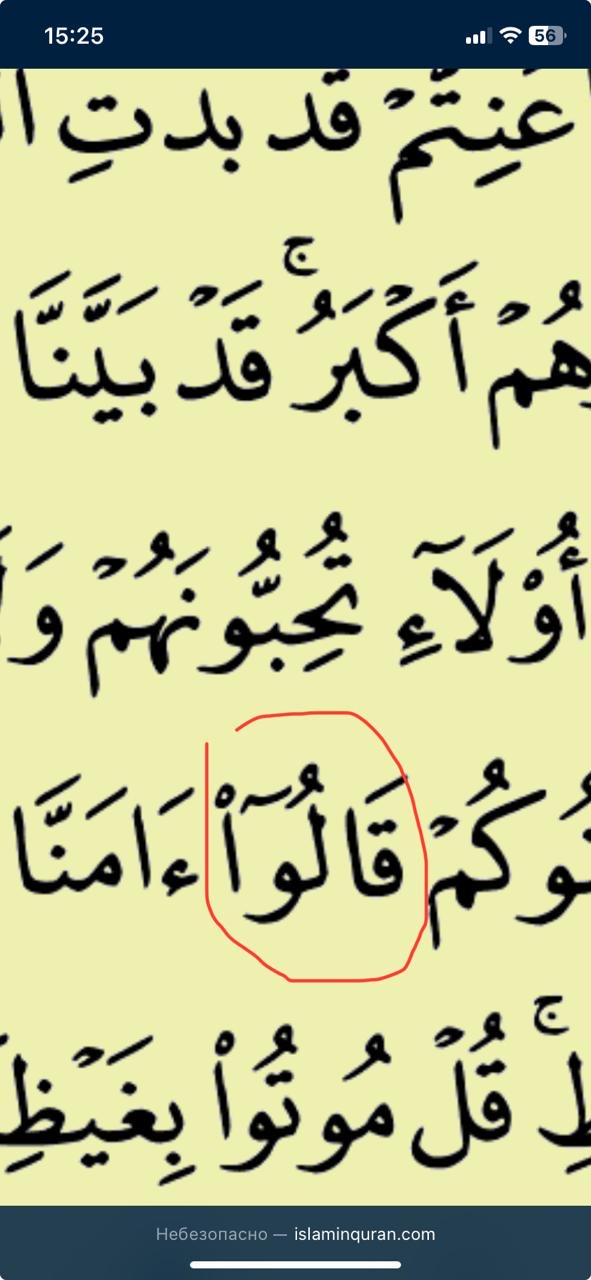 15:25
56
عَنِتُّمۡ قَدۡ بَدَتِ
هُمۡ أَكۡبَرُۚ قَدۡ بَيَّنَّا
أُوْلَآءِ تُحِبُّونَهُمۡ وَ
وكُمۡ قَالُوٓاْ ءَامَنَّا
قُلۡ مُوتُواْ بِغَيۡظِ
Небезопасно — islaminquran.com